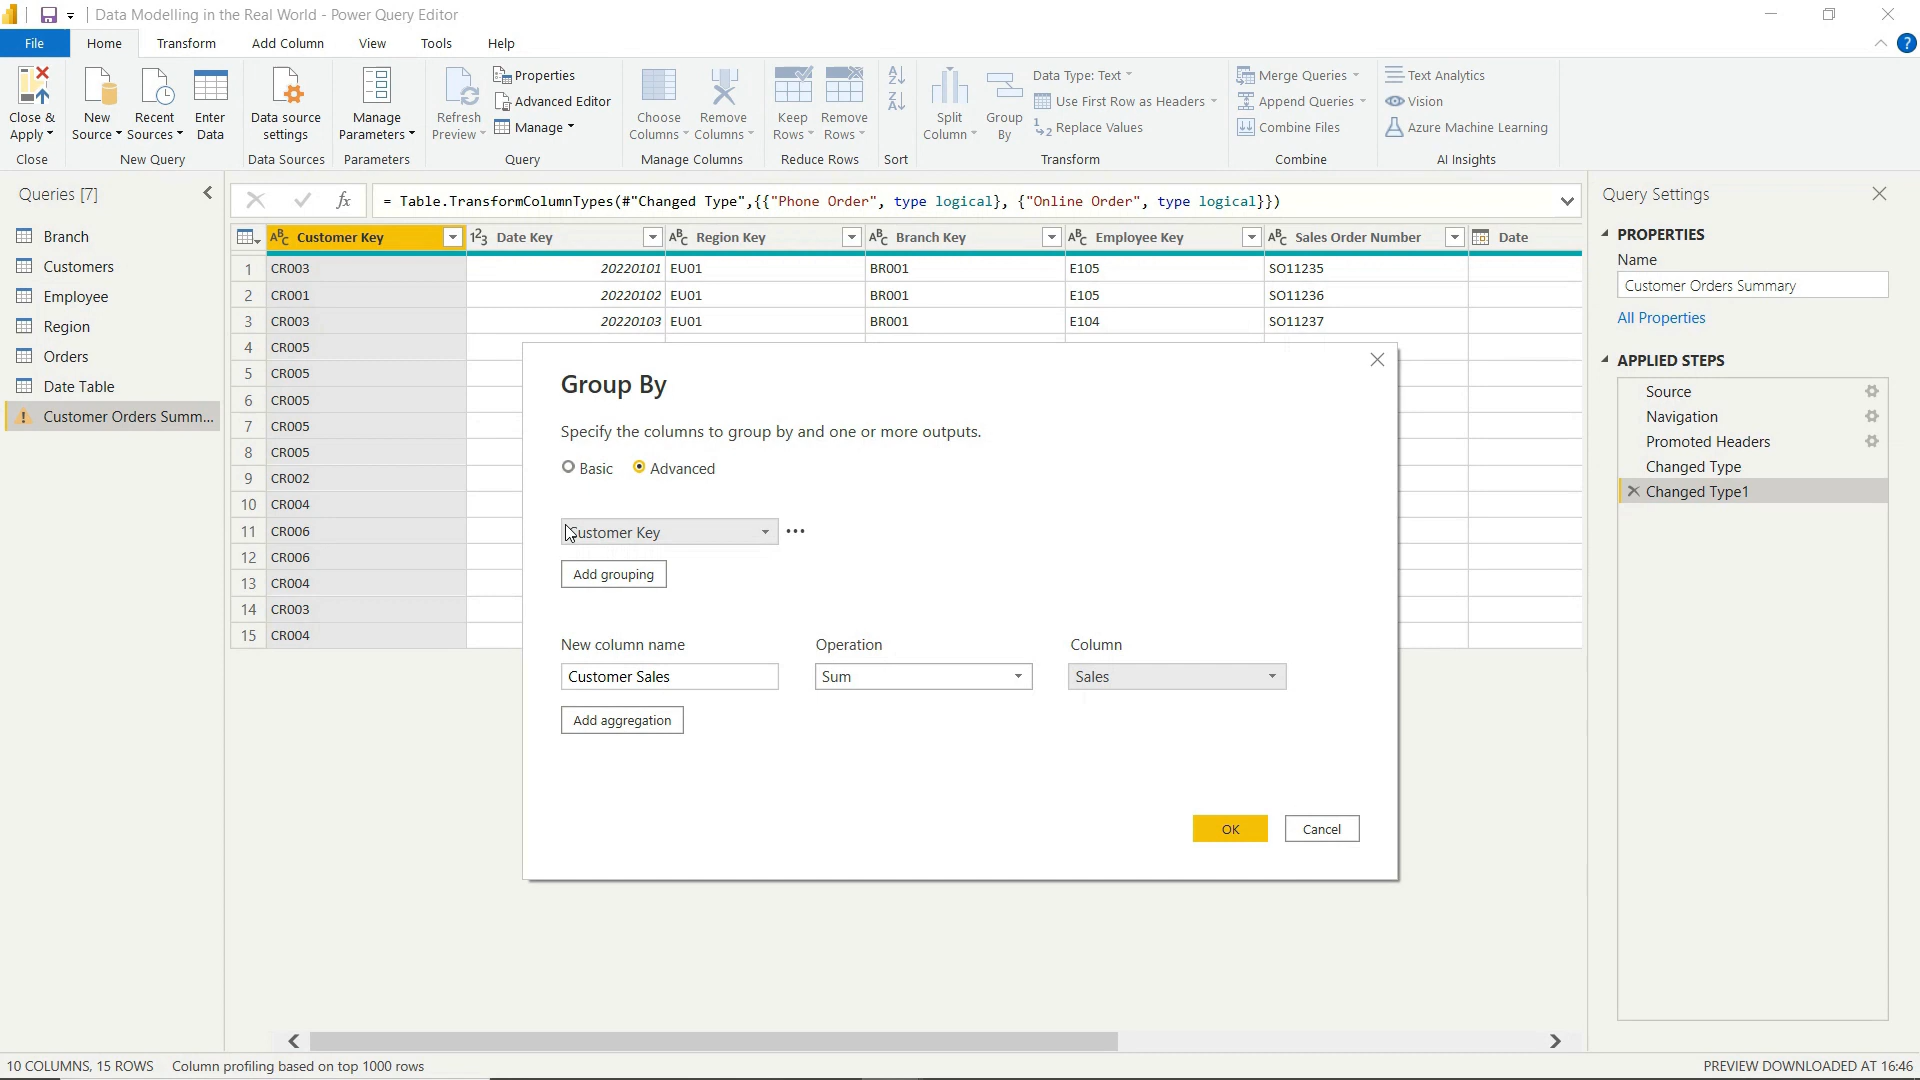 Data Modelling in the Real World - Power Query Editor
File Home Transform Add Column View Tools Help
Close & Apply
Close
New Source
Recent Sources
Enter Data
New Query
Data source settings
Data Sources
Manage Parameters
Parameters
Refresh Preview
Properties
Advanced Editor
Manage
Query
Choose Columns
Remove Columns
Manage Columns
Keep Rows
Remove Rows
Reduce Rows
Sort
Split Column
Group By
Data Type: Text
Use First Row as Headers
Replace Values
Transform
Merge Queries
Append Queries
Combine Files
Combine
Text Analytics
Vision
Azure Machine Learning
AI Insights
Queries [7]
Branch
Customers
Employee
Region
Orders
Date Table
Customer Orders Summ...
fx = Table.TransformColumnTypes(#"Changed Type",{{"Phone Order", type logical}, {"Online Order", type logical}})
Customer Key Date Key Region Key Branch Key Employee Key Sales Order Number Date
1 CR003 20220101 EU01 BR001 E105 SO11235
2 CR001 20220102 EU01 BR001 E105 SO11236
3 CR003 20220103 EU01 BR001 E104 SO11237
4 CR005
5 CR005
6 CR005
7 CR005
8 CR005
9 CR002
10 CR004
11 CR006
12 CR006
13 CR004
14 CR003
15 CR004
Group By
Specify the columns to group by and one or more outputs.
Basic Advanced
Customer Key
Add grouping
New column name Operation Column
Customer Sales Sum Sales
Add aggregation
OK Cancel
Query Settings
PROPERTIES
Name
Customer Orders Summary
All Properties
APPLIED STEPS
Source
Navigation
Promoted Headers
Changed Type
Changed Type1
10 COLUMNS, 15 ROWS Column profiling based on top 1000 rows
PREVIEW DOWNLOADED AT 16:46